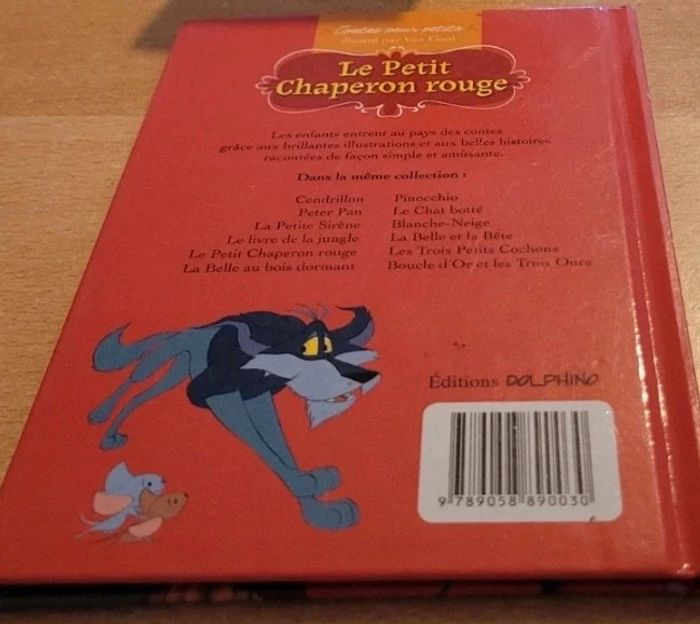 Contes pour petits
illustré par Van Gool
Le Petit
Chaperon rouge
Les enfants entrent au pays des contes
grâce aux brillantes illustrations et aux belles histoires
racontées de façon simple et amusante.
Dans la même collection :
Cendrillon Pinocchio
Peter Pan Le Chat botté
La Petite Sirène Blanche-Neige
Le livre de la jungle La Belle et la Bête
Le Petit Chaperon rouge Les Trois Petits Cochons
La Belle au bois dormant Boucle d'Or et les Trois Ours
Éditions DOLPHINO
9 789058 890030